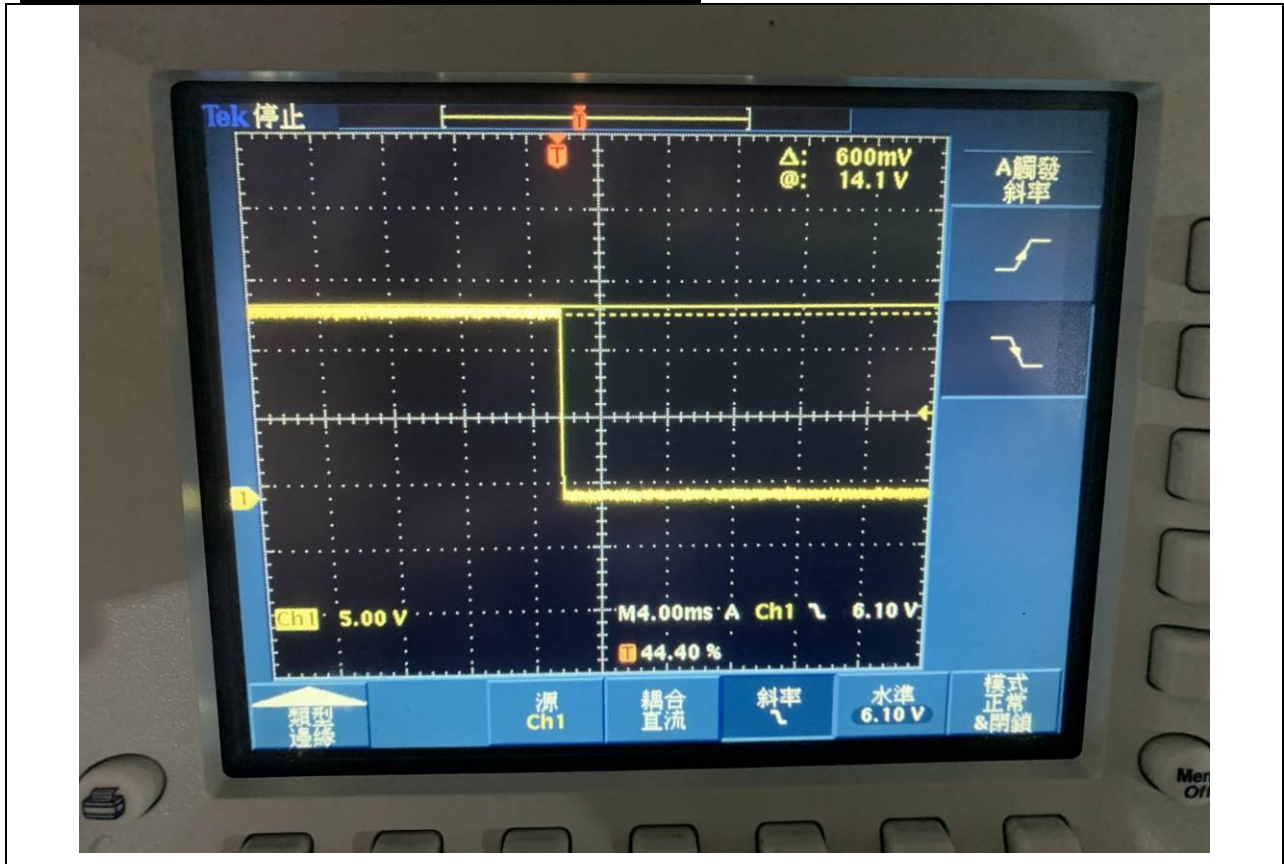 Tek 停止
T
T
Δ: 600mV
@: 14.1 V
A觸發
斜率
1
Ch1 5.00 V
M4.00ms A Ch1 6.10 V
T 44.40 %
類型
邊緣
源
Ch1
耦合
直流
斜率
水準
6.10 V
模式
正常
&閉鎖
Men
Off